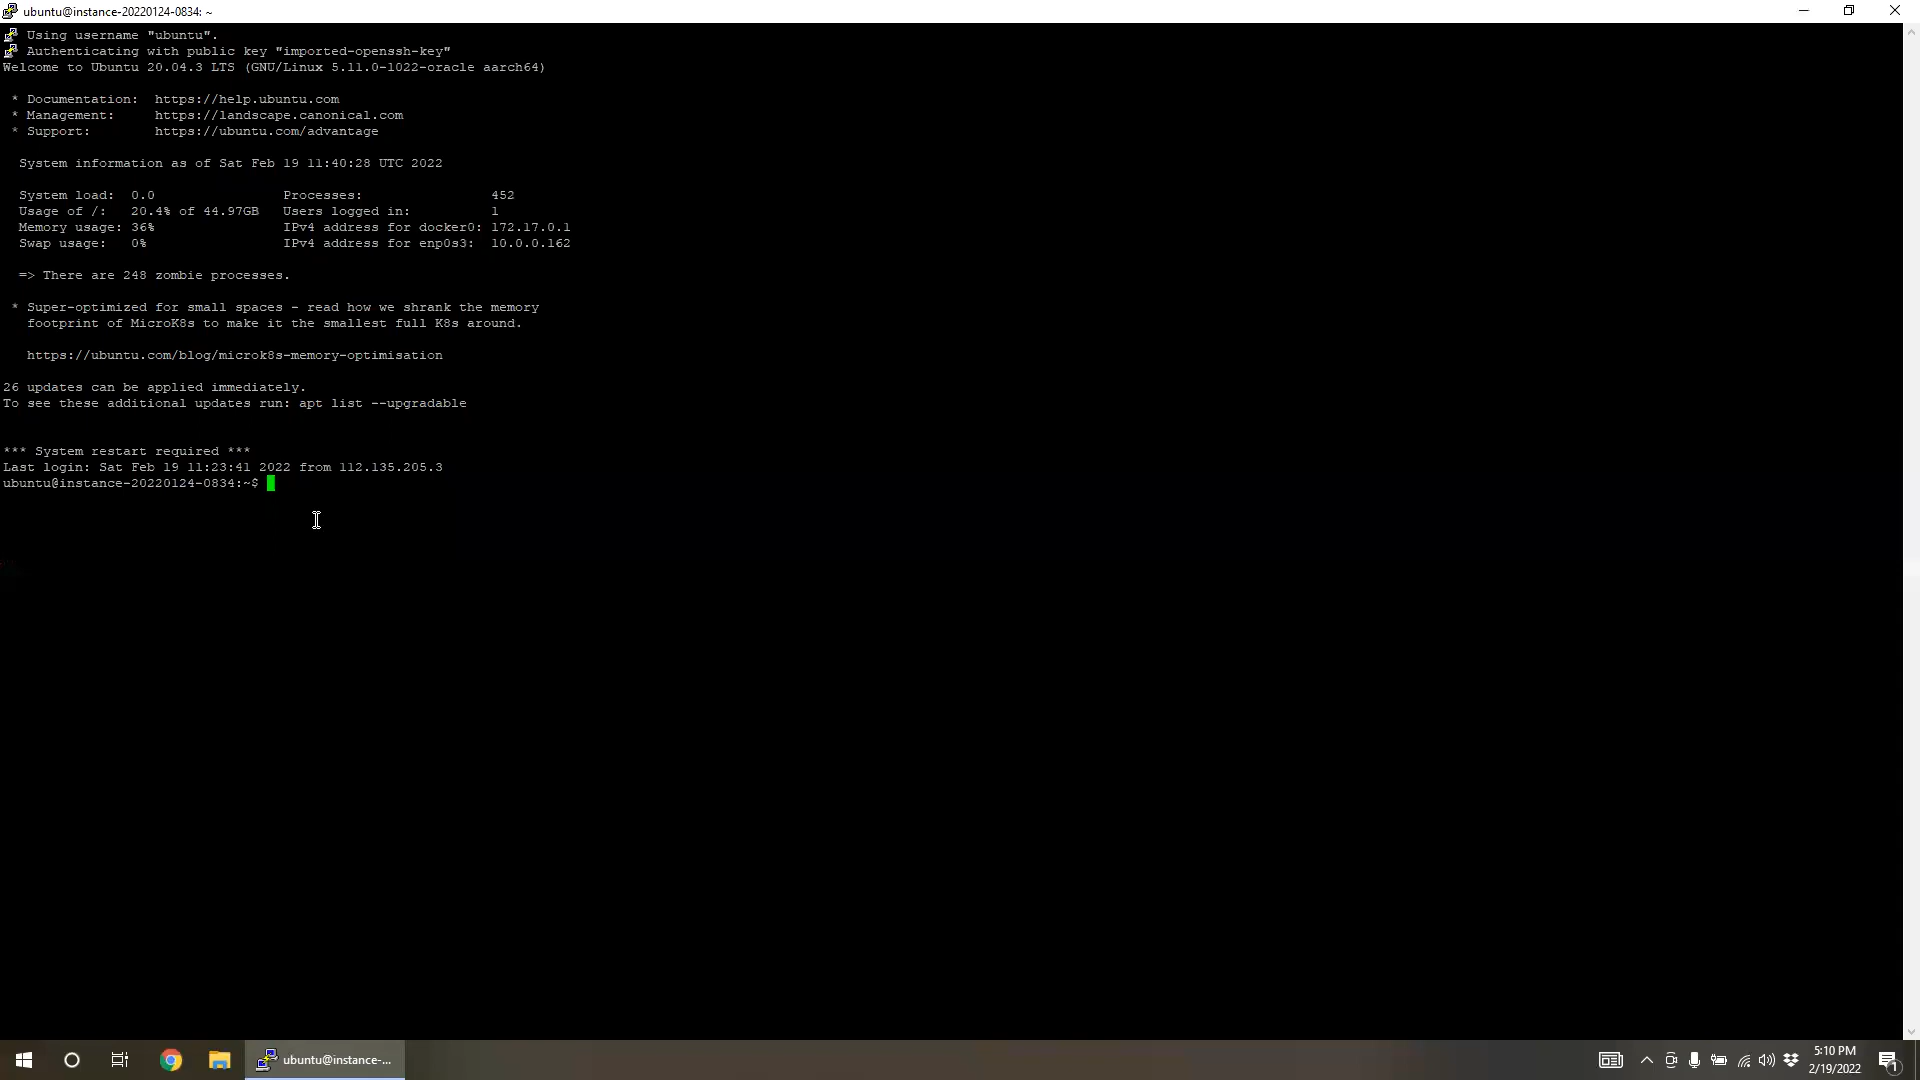 ubuntu@instance-20220124-0834: ~
Using username "ubuntu".
Authenticating with public key "imported-openssh-key"
Welcome to Ubuntu 20.04.3 LTS (GNU/Linux 5.11.0-1022-oracle aarch64)
* Documentation:  https://help.ubuntu.com
* Management:     https://landscape.canonical.com
* Support:        https://ubuntu.com/advantage
System information as of Sat Feb 19 11:40:28 UTC 2022
System load:  0.0                Processes:                452
Usage of /:   20.4% of 44.97GB   Users logged in:          1
Memory usage: 36%                IPv4 address for docker0: 172.17.0.1
Swap usage:   0%                 IPv4 address for enp0s3:  10.0.0.162
=> There are 248 zombie processes.
* Super-optimized for small spaces - read how we shrank the memory
footprint of MicroK8s to make it the smallest full K8s around.
https://ubuntu.com/blog/microk8s-memory-optimisation
26 updates can be applied immediately.
To see these additional updates run: apt list --upgradable
*** System restart required ***
Last login: Sat Feb 19 11:23:41 2022 from 112.135.205.3
ubuntu@instance-20220124-0834:~$
ubuntu@instance-...
5:10 PM
2/19/2022
1